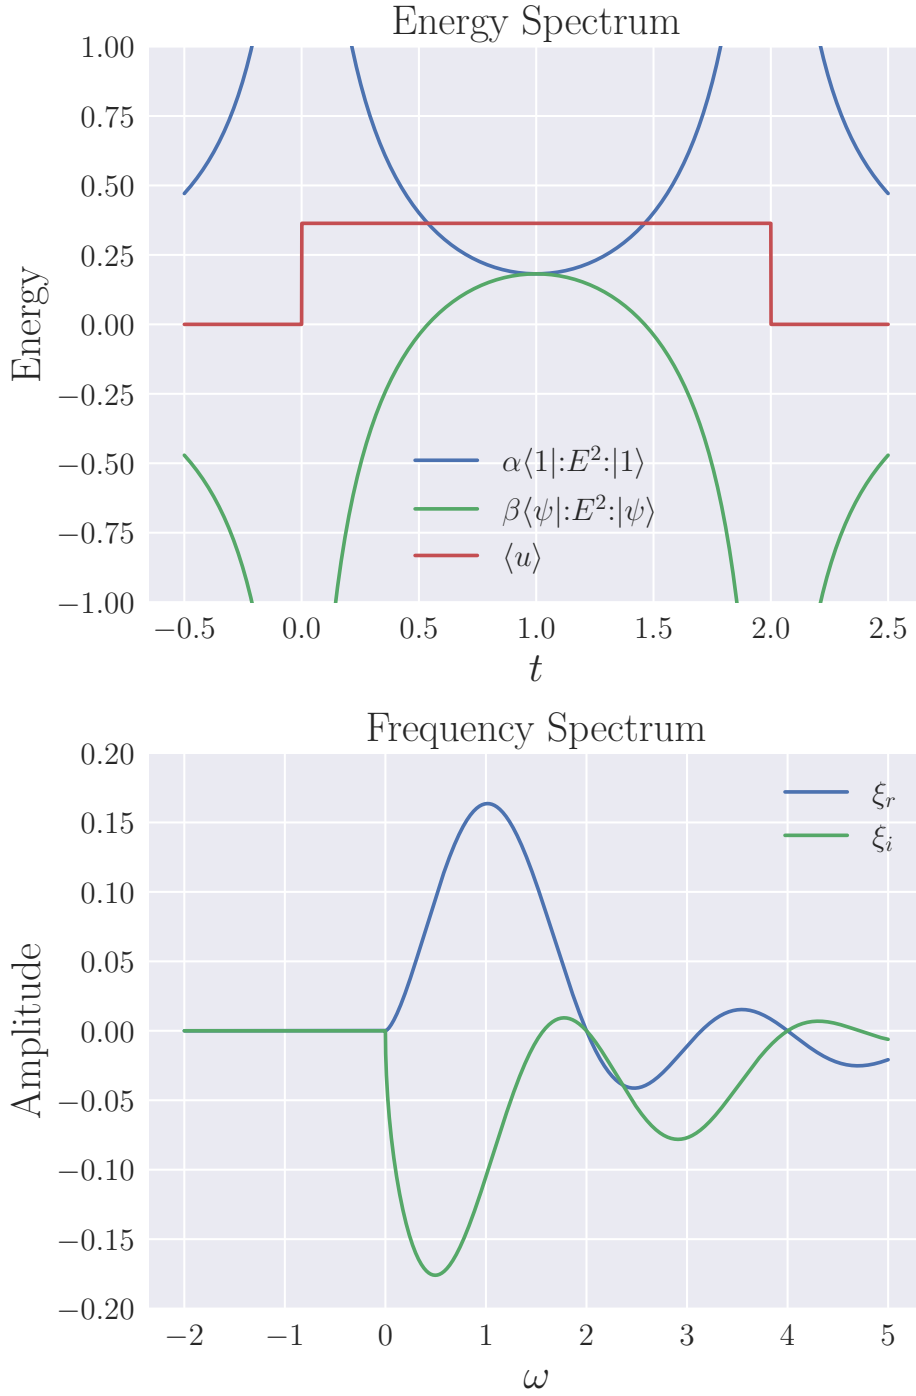 Energy Spectrum
1.00
0.75
0.50
0.25
0.00
−0.25
−0.50
−0.75
−1.00
Energy
α⟨1|:E²:|1⟩
β⟨ψ|:E²:|ψ⟩
⟨u⟩
−0.5 0.0 0.5 1.0 1.5 2.0 2.5
t
Frequency Spectrum
0.20
0.15
0.10
0.05
0.00
−0.05
−0.10
−0.15
−0.20
Amplitude
ξᵣ
ξᵢ
−2 −1 0 1 2 3 4 5
ω